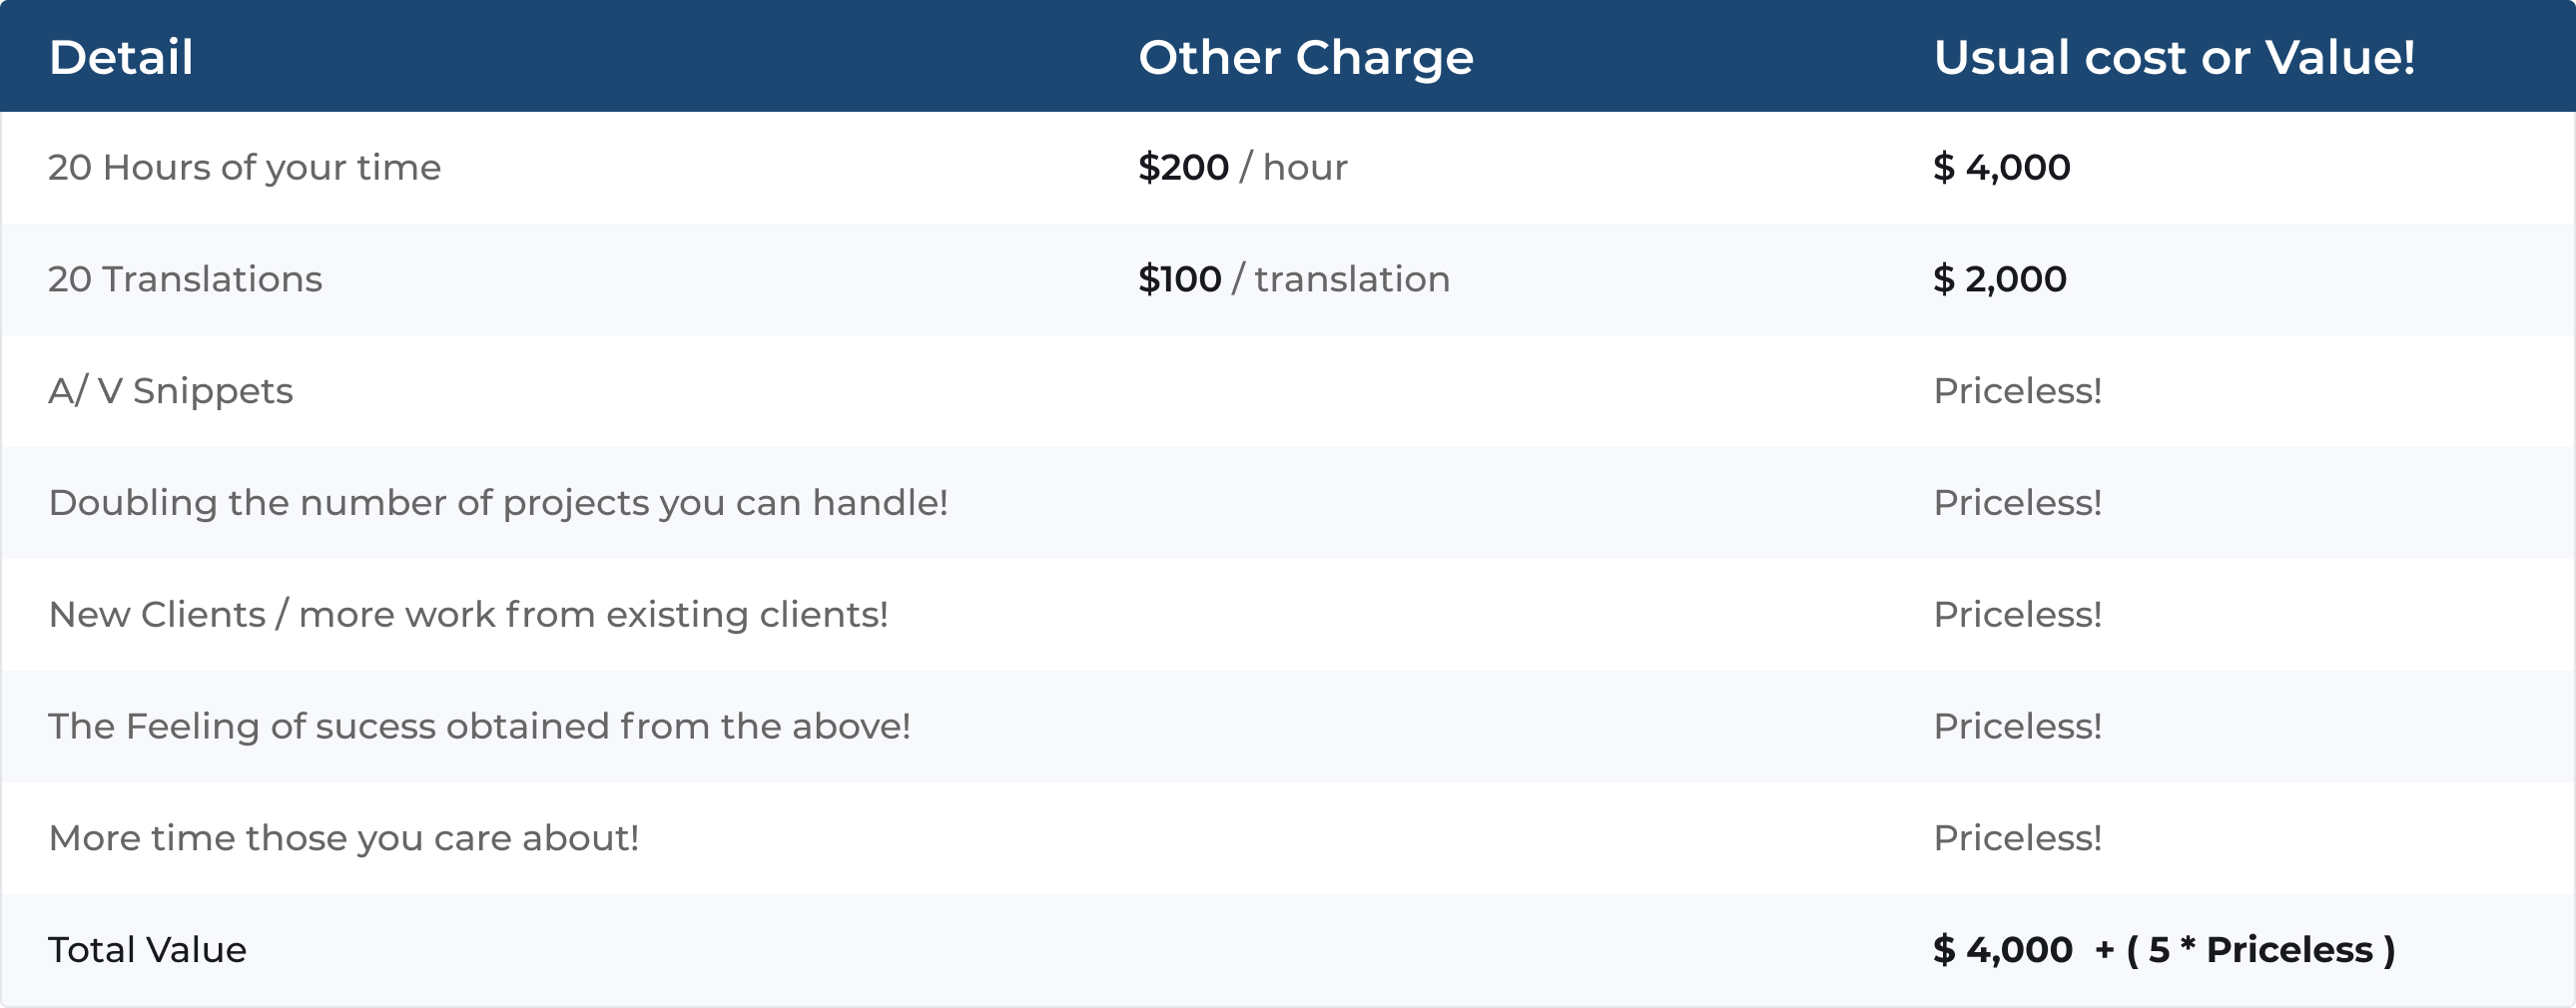 Detail Other Charge Usual cost or Value!
20 Hours of your time $200 / hour $ 4,000
20 Translations $100 / translation $ 2,000
A/ V Snippets Priceless!
Doubling the number of projects you can handle! Priceless!
New Clients / more work from existing clients! Priceless!
The Feeling of sucess obtained from the above! Priceless!
More time those you care about! Priceless!
Total Value $ 4,000 + ( 5 * Priceless )